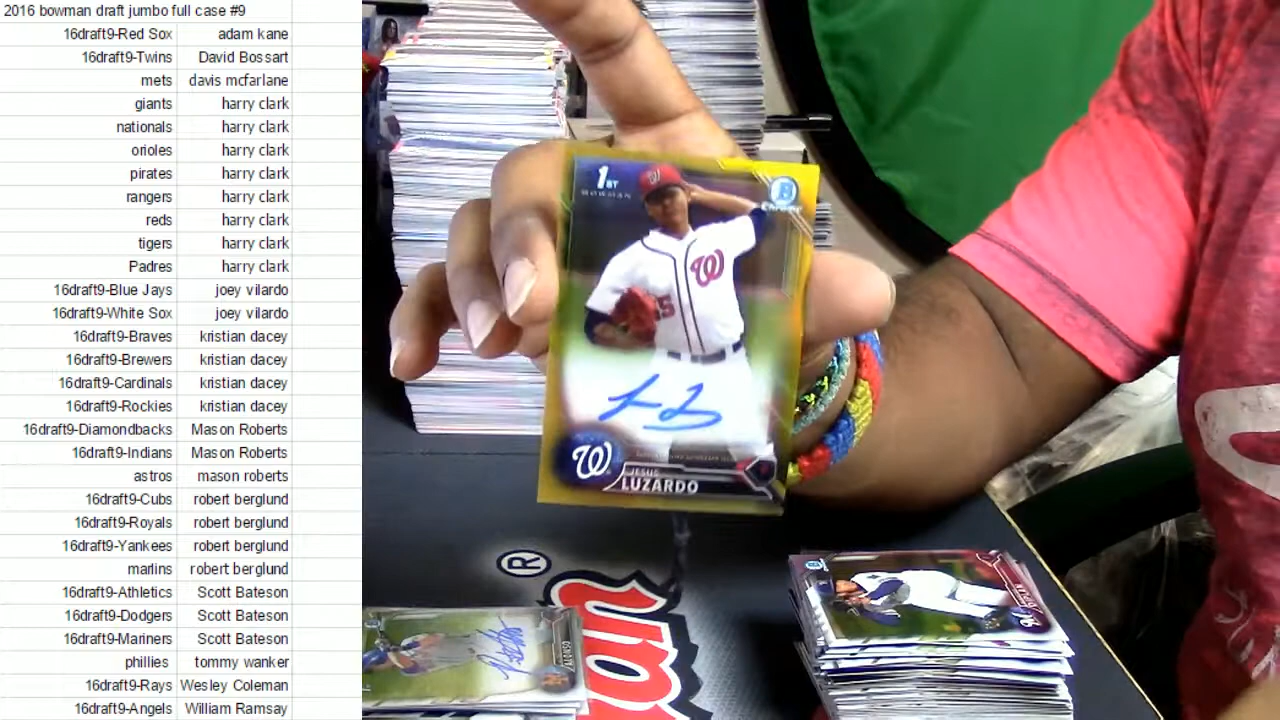 2016 bowman draft jumbo full case #9
16draft9-Red Sox adam kane
16draft9-Twins David Bossart
mets davis mcfarlane
giants harry clark
nationals harry clark
orioles harry clark
pirates harry clark
rangers harry clark
reds harry clark
tigers harry clark
Padres harry clark
16draft9-Blue Jays joey vilardo
16draft9-White Sox joey vilardo
16draft9-Braves kristian dacey
16draft9-Brewers kristian dacey
16draft9-Cardinals kristian dacey
16draft9-Rockies kristian dacey
16draft9-Diamondbacks Mason Roberts
16draft9-Indians Mason Roberts
astros mason roberts
16draft9-Cubs robert berglund
16draft9-Royals robert berglund
16draft9-Yankees robert berglund
marlins robert berglund
16draft9-Athletics Scott Bateson
16draft9-Dodgers Scott Bateson
16draft9-Mariners Scott Bateson
phillies tommy wanker
16draft9-Rays Wesley Coleman
16draft9-Angels William Ramsay
1ST
BOWMAN
B
Chrome
W
W
W
JESUS
LUZARDO
ALONSO
®